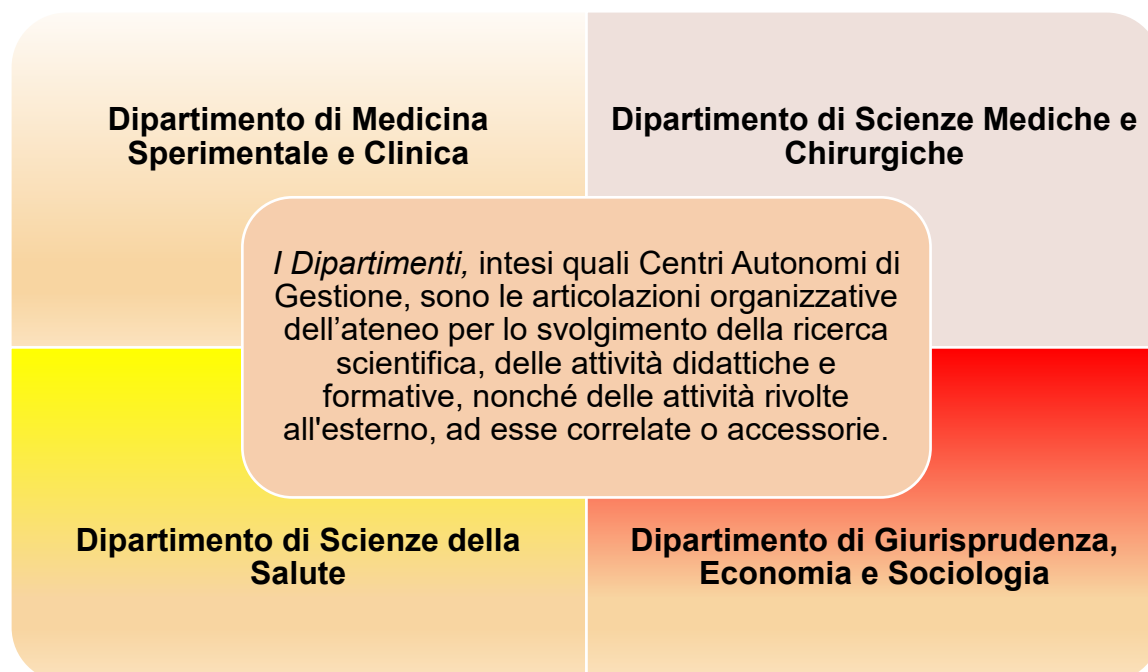 Dipartimento di Medicina
Sperimentale e Clinica
Dipartimento di Scienze Mediche e
Chirurgiche
I Dipartimenti, intesi quali Centri Autonomi di
Gestione, sono le articolazioni organizzative
dell’ateneo per lo svolgimento della ricerca
scientifica, delle attività didattiche e
formative, nonché delle attività rivolte
all'esterno, ad esse correlate o accessorie.
Dipartimento di Scienze della
Salute
Dipartimento di Giurisprudenza,
Economia e Sociologia